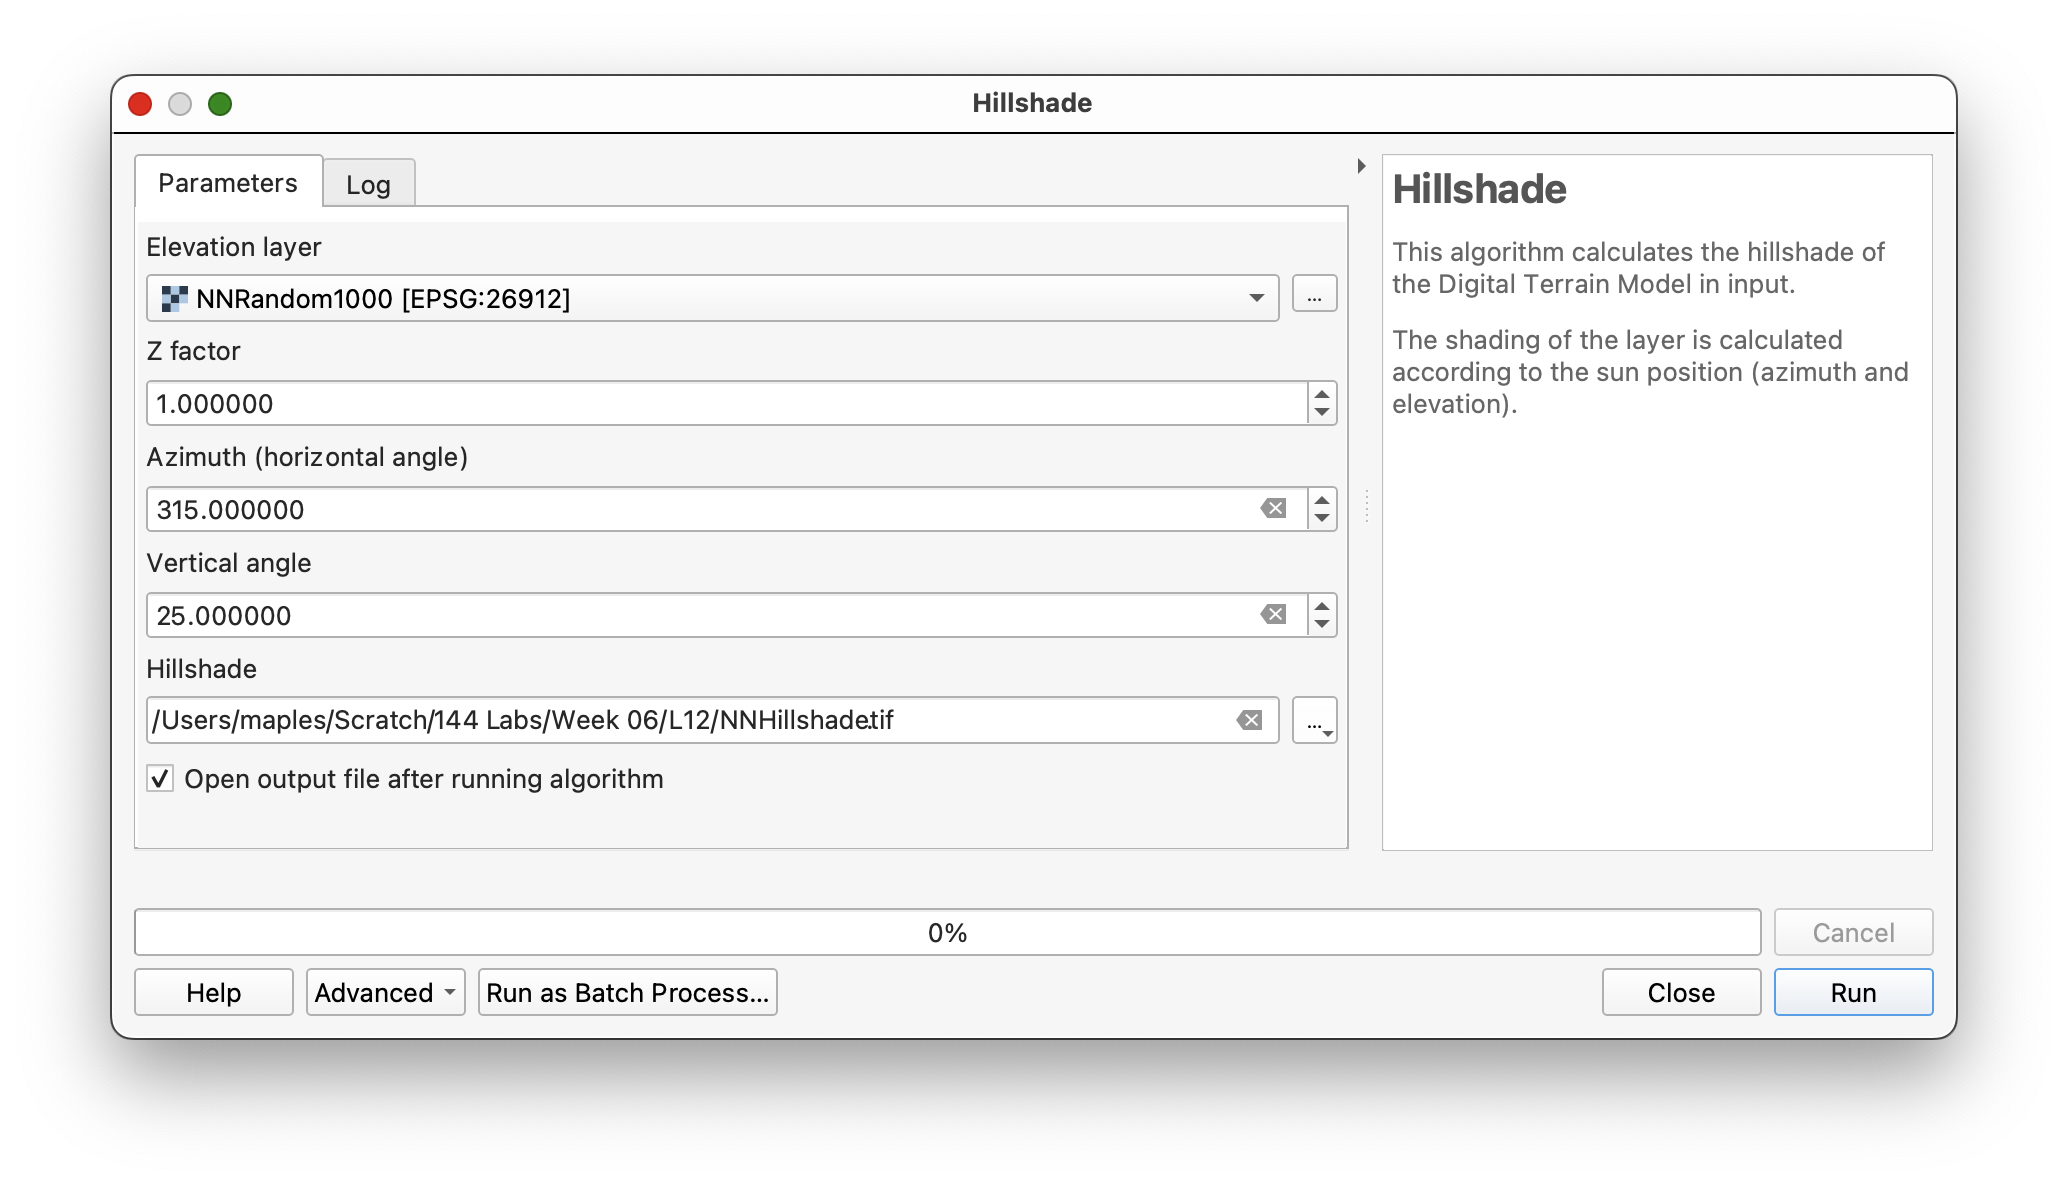 Hillshade
Parameters
Log
Elevation layer
NNRandom1000 [EPSG:26912]
...
Z factor
1.000000
Azimuth (horizontal angle)
315.000000
Vertical angle
25.000000
Hillshade
/Users/maples/Scratch/144 Labs/Week 06/L12/NNHillshade.tif
...
Open output file after running algorithm
Hillshade
This algorithm calculates the hillshade of
the Digital Terrain Model in input.
The shading of the layer is calculated
according to the sun position (azimuth and
elevation).
0%
Cancel
Help
Advanced
Run as Batch Process...
Close
Run